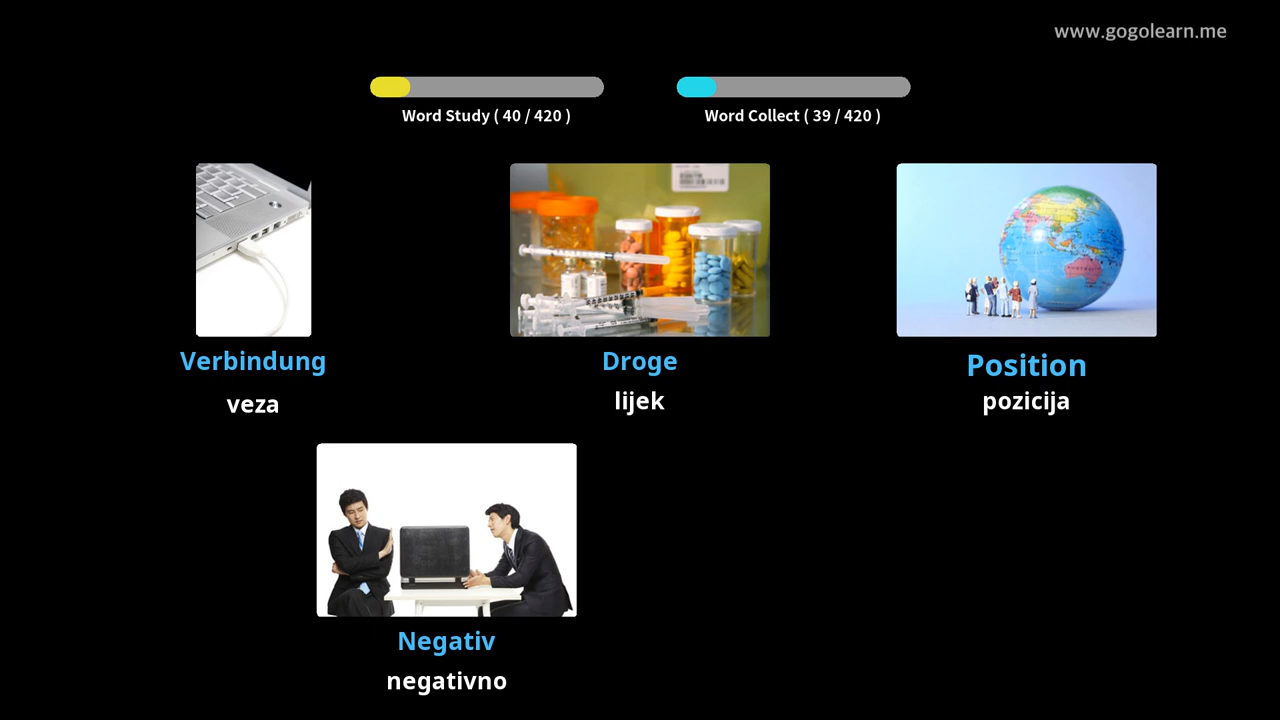 www.gogolearn.me
Word Study ( 40 / 420 )
Word Collect ( 39 / 420 )
Verbindung
Droge
Position
veza
lijek
pozicija
Negativ
negativno